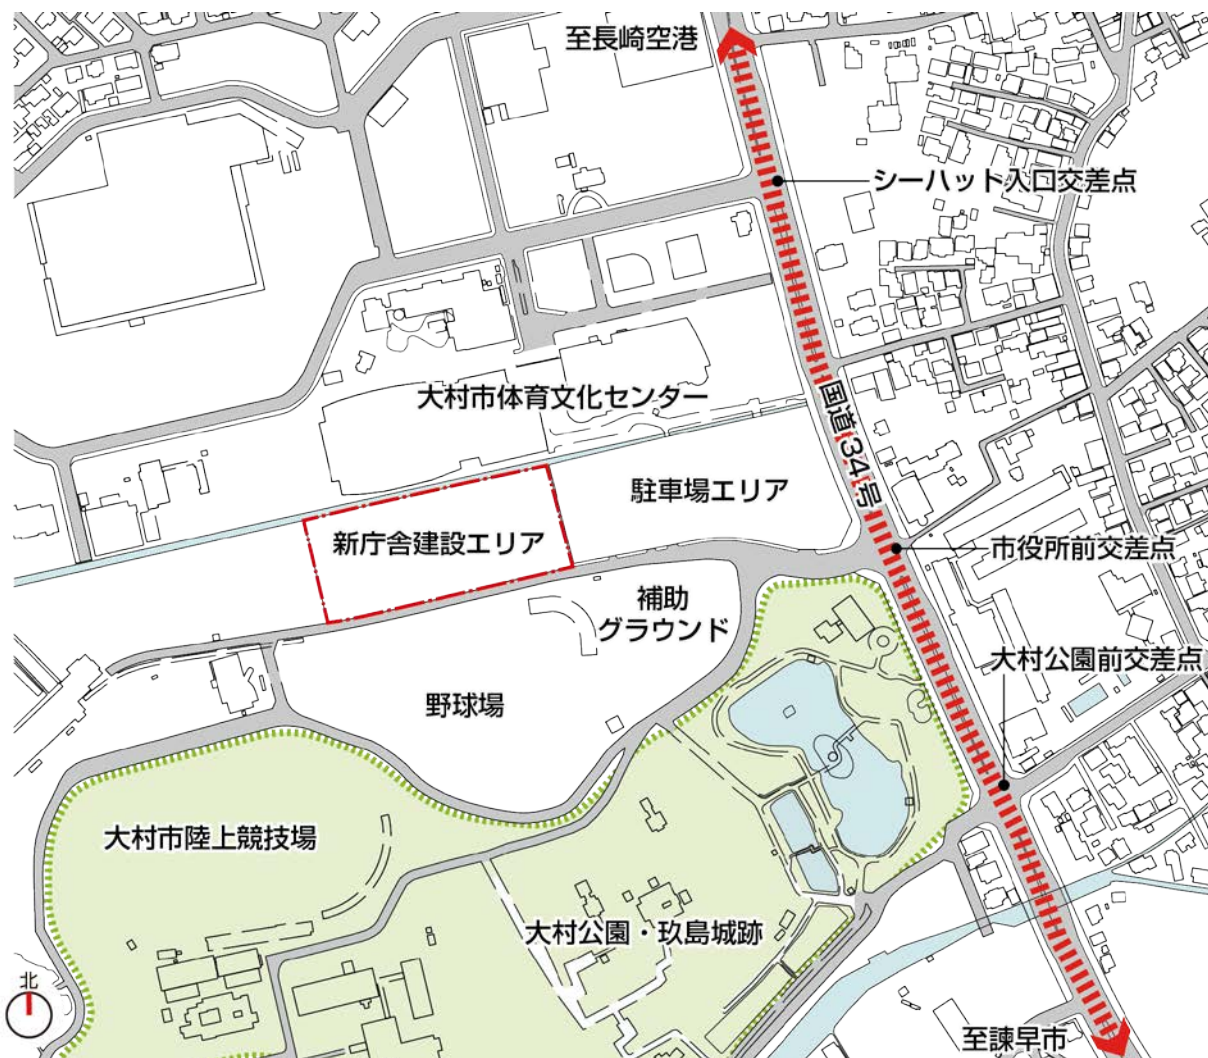 至長崎空港
シーハット入口交差点
大村市体育文化センター
国道34号
駐車場エリア
新庁舎建設エリア
市役所前交差点
補助
グラウンド
大村公園前交差点
野球場
大村市陸上競技場
大村公園・玖島城跡
北
至諫早市